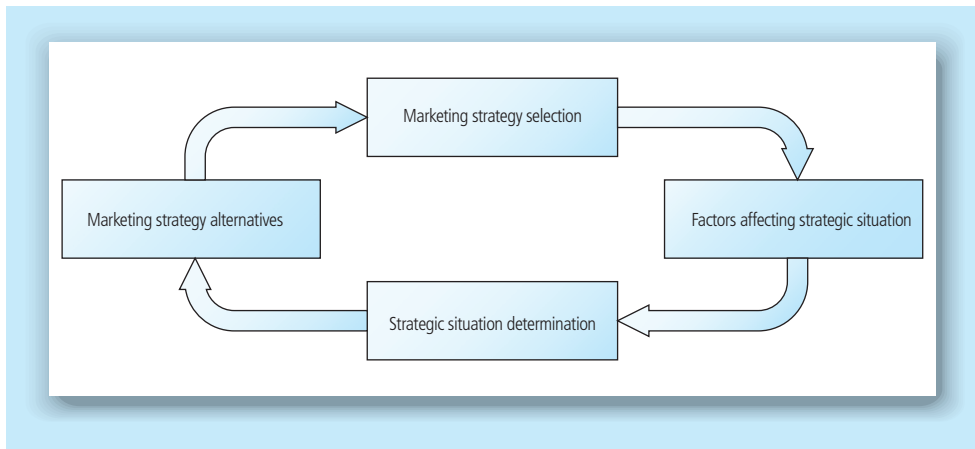 Marketing strategy selection
Marketing strategy alternatives
Factors affecting strategic situation
Strategic situation determination